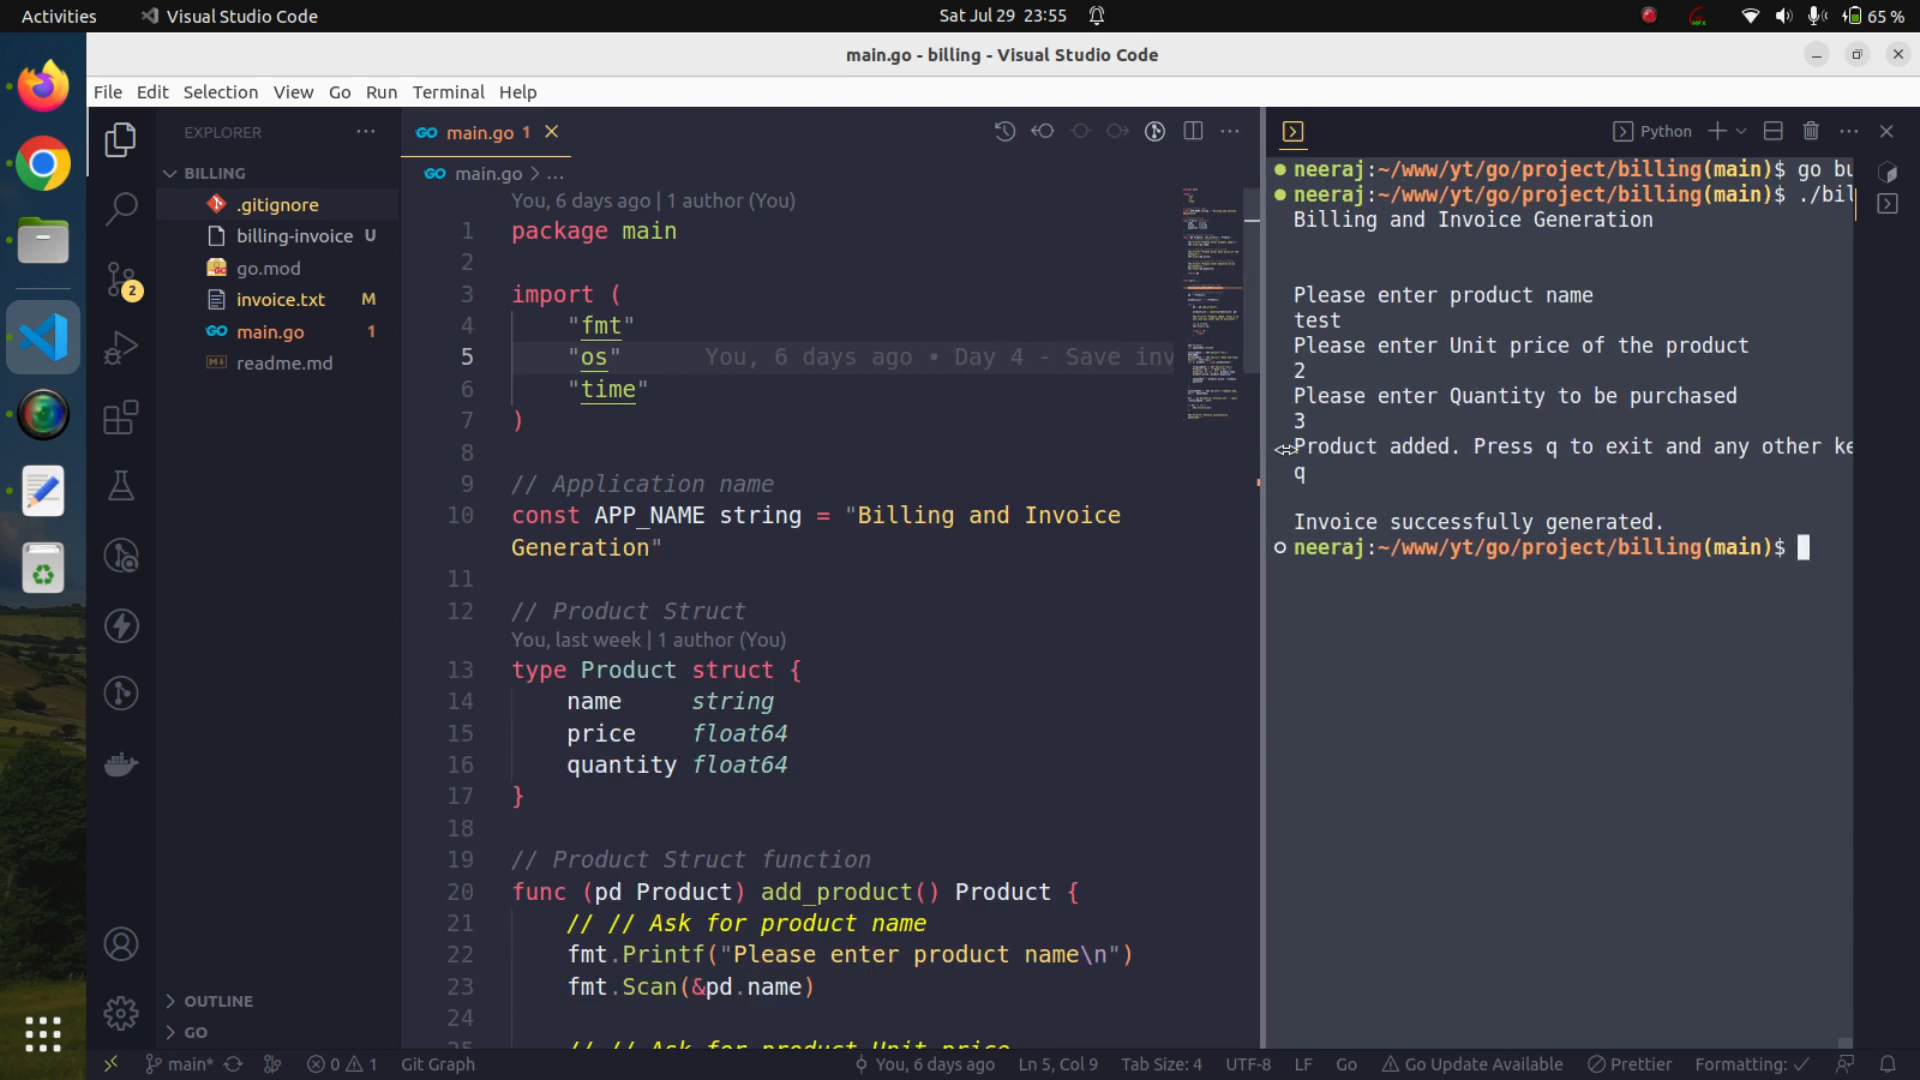 Activities
Visual Studio Code
Sat Jul 29 23:55
65 %
main.go - billing - Visual Studio Code
File Edit Selection View Go Run Terminal Help
EXPLORER
BILLING
.gitignore
billing-invoice U
go.mod
invoice.txt M
main.go 1
readme.md
2
OUTLINE
GO
main.go 1
main.go > ...
You, 6 days ago | 1 author (You)
1 package main
2
3 import (
4 "fmt"
5 "os" You, 6 days ago • Day 4 - Save inv
6 "time"
7 )
8
9 // Application name
10 const APP_NAME string = "Billing and Invoice
Generation"
11
12 // Product Struct
You, last week | 1 author (You)
13 type Product struct {
14 name string
15 price float64
16 quantity float64
17 }
18
19 // Product Struct function
20 func (pd Product) add_product() Product {
21 // // Ask for product name
22 fmt.Printf("Please enter product name\n")
23 fmt.Scan(&pd.name)
24
25 // // Ask for product Unit price
Python
neeraj:~/www/yt/go/project/billing(main)$ go bu
neeraj:~/www/yt/go/project/billing(main)$ ./bil
Billing and Invoice Generation
Please enter product name
test
Please enter Unit price of the product
2
Please enter Quantity to be purchased
3
Product added. Press q to exit and any other ke
q
Invoice successfully generated.
neeraj:~/www/yt/go/project/billing(main)$
main* 0 1 Git Graph You, 6 days ago Ln 5, Col 9 Tab Size: 4 UTF-8 LF Go Go Update Available Prettier Formatting: ✓